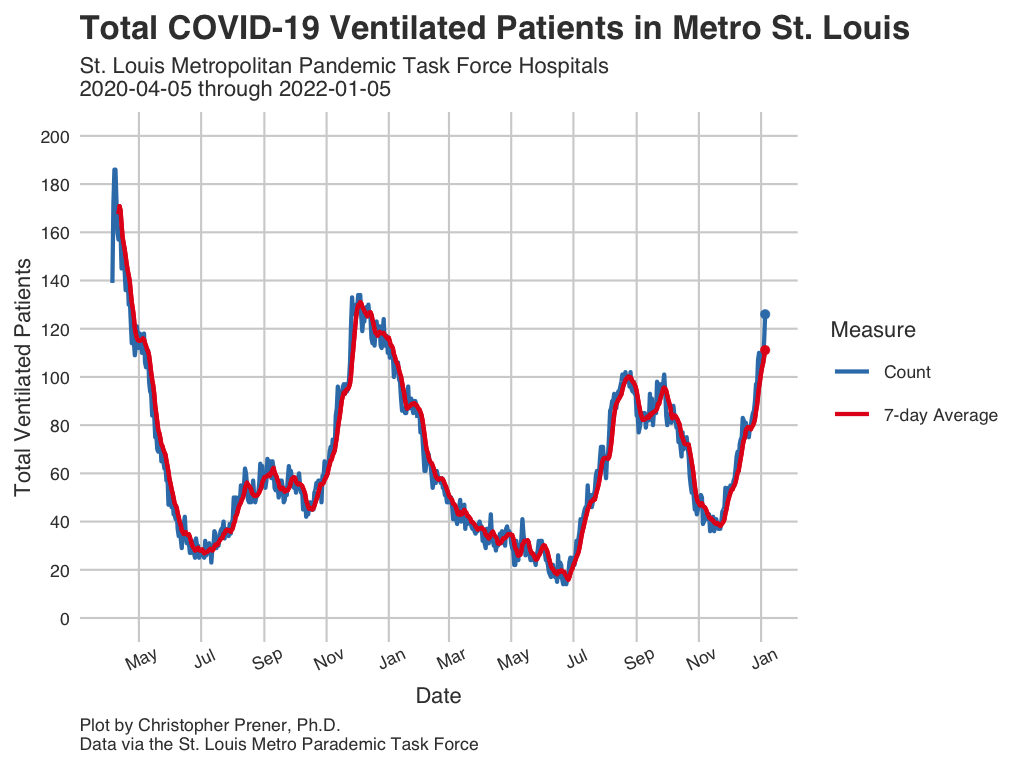 Total COVID-19 Ventilated Patients in Metro St. Louis
St. Louis Metropolitan Pandemic Task Force Hospitals
2020-04-05 through 2022-01-05
Total Ventilated Patients
200
180
160
140
120
100
80
60
40
20
0
May
Jul
Sep
Nov
Jan
Mar
May
Jul
Sep
Nov
Jan
Date
Measure
Count
7-day Average
Plot by Christopher Prener, Ph.D.
Data via the St. Louis Metro Parademic Task Force